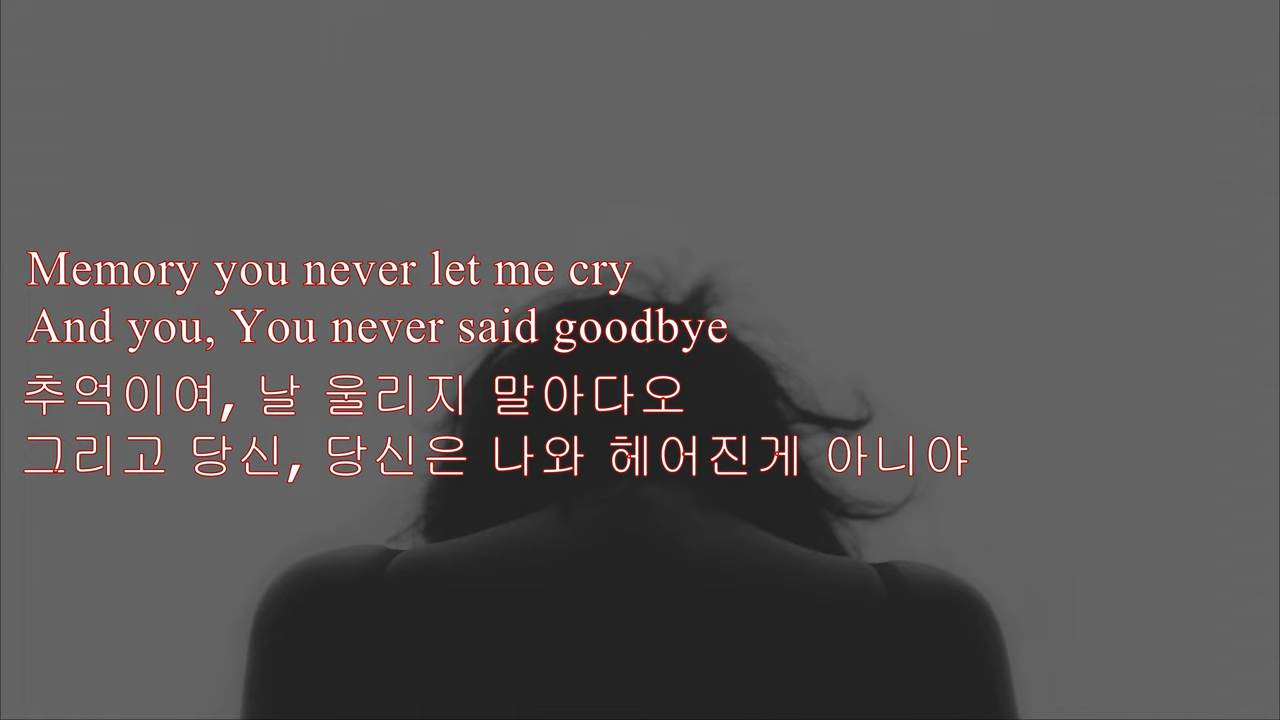 Memory you never let me cry
And you, You never said goodbye
추억이여, 날 울리지 말아다오
그리고 당신, 당신은 나와 헤어진게 아니야